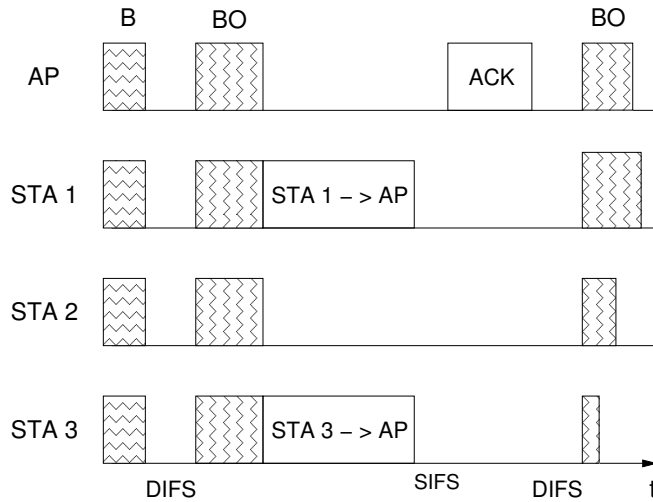 B BO BO
AP ACK
STA 1 STA 1 – > AP
STA 2
STA 3 STA 3 – > AP
DIFS SIFS DIFS t